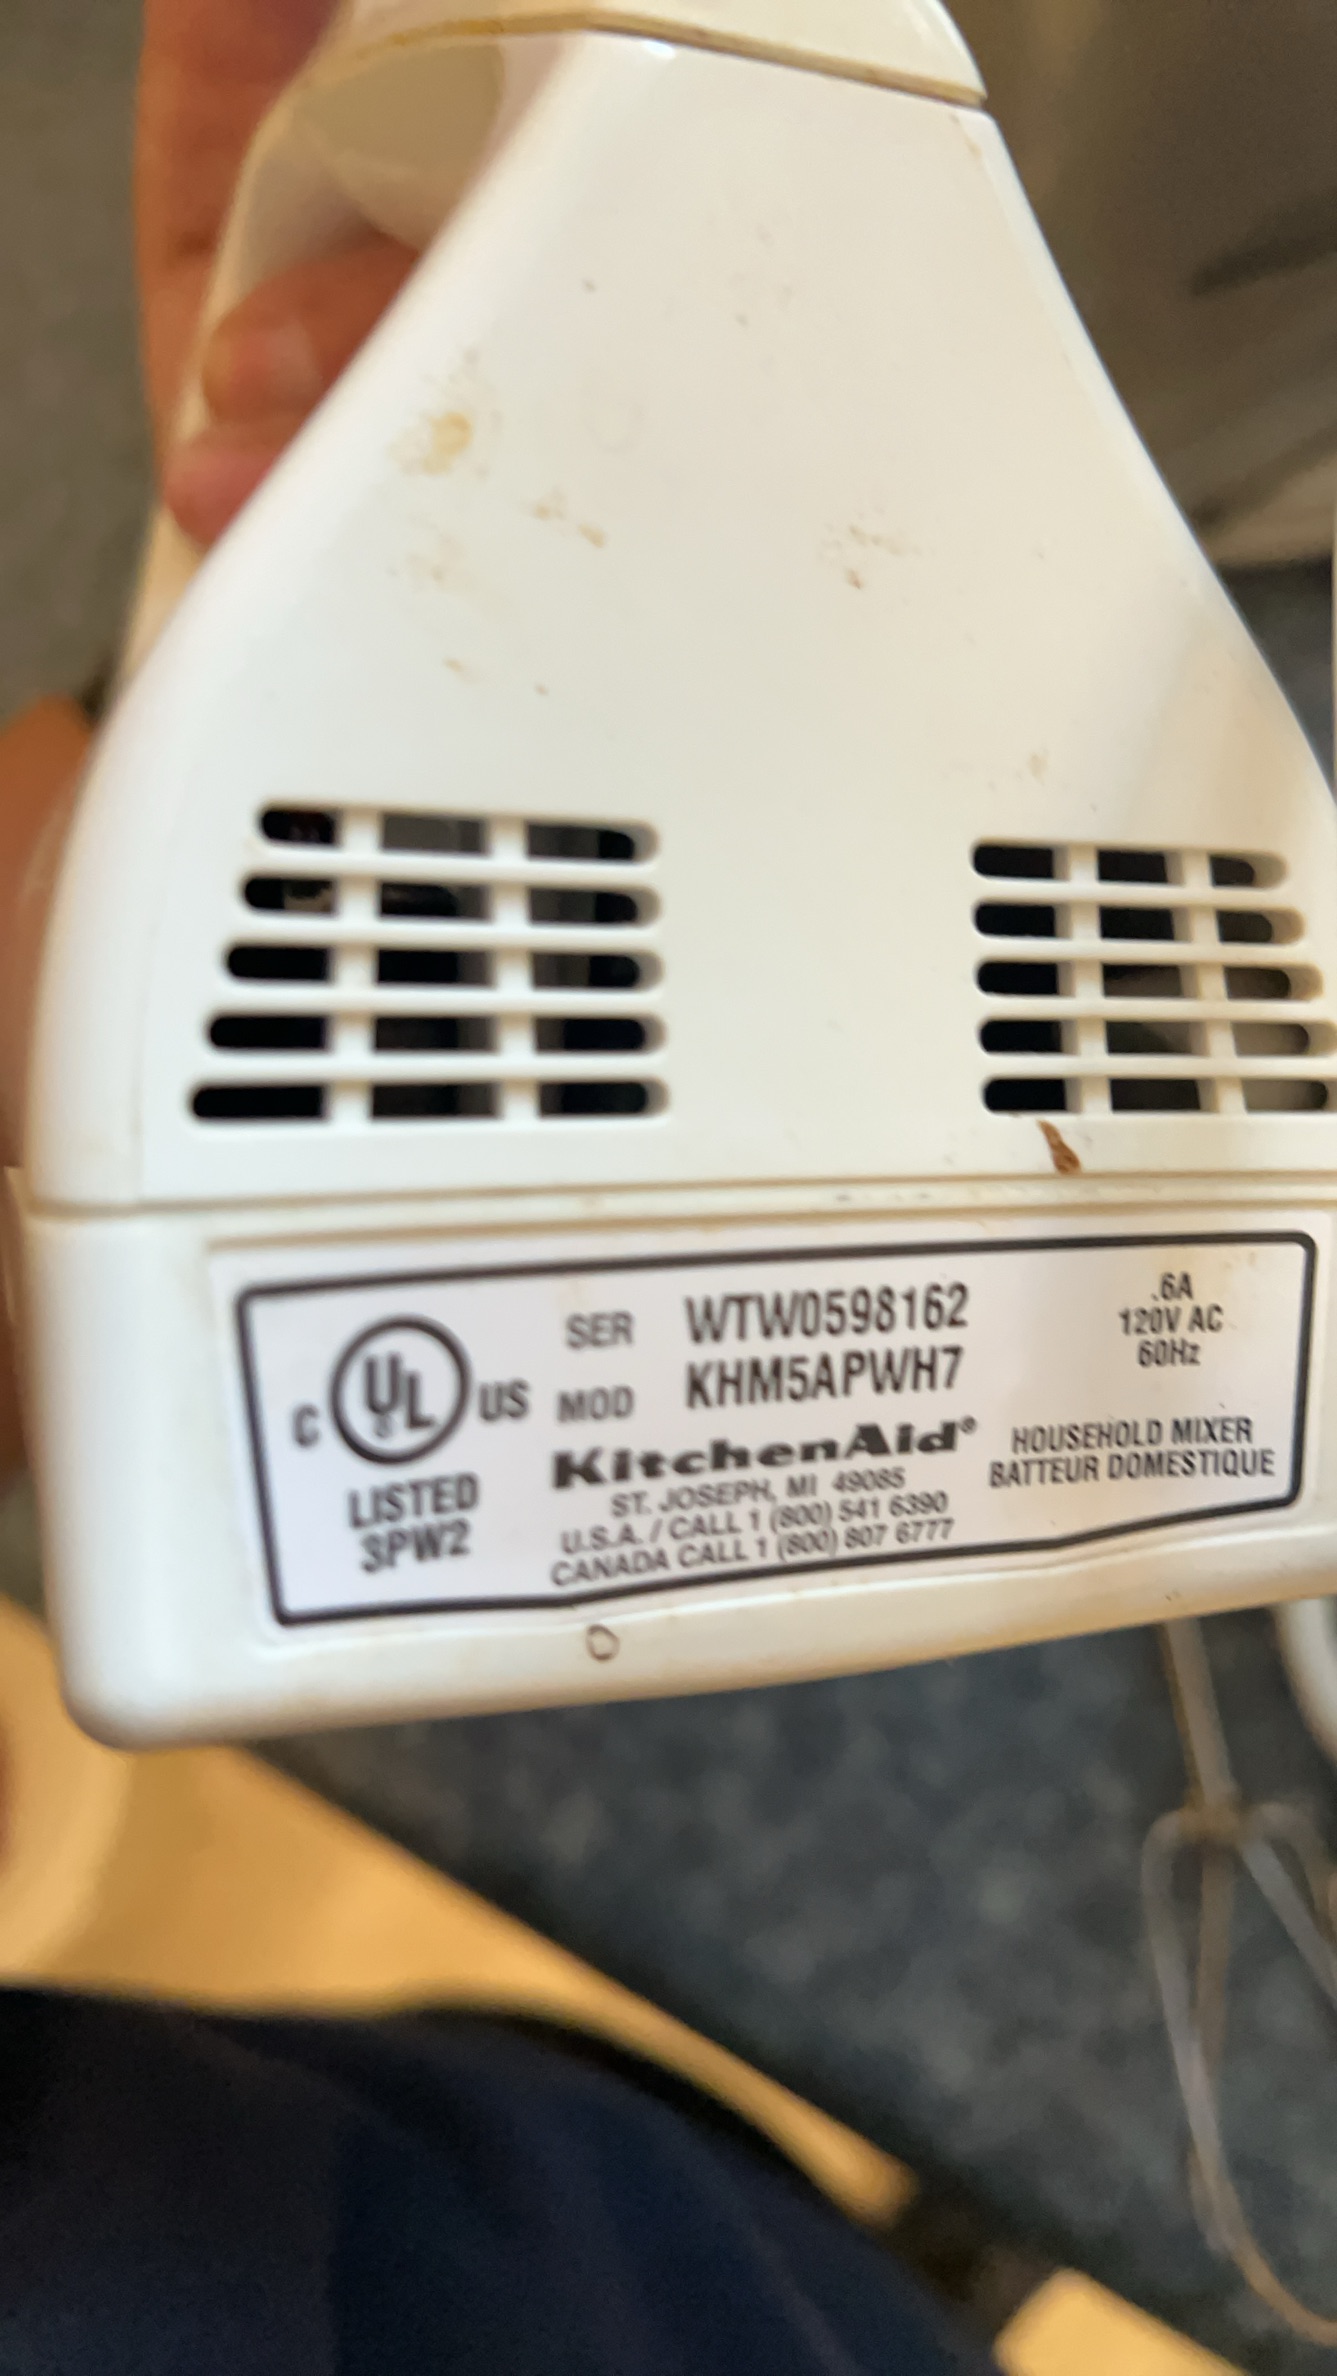 C UL US
LISTED
3PW2
SER WTW0598162
MOD KHM5APWH7
KitchenAid®
ST. JOSEPH, MI 49085
U.S.A. / CALL 1 (800) 541 6390
CANADA CALL 1 (800) 807 6777
.6A
120V AC
60Hz
HOUSEHOLD MIXER
BATTEUR DOMESTIQUE